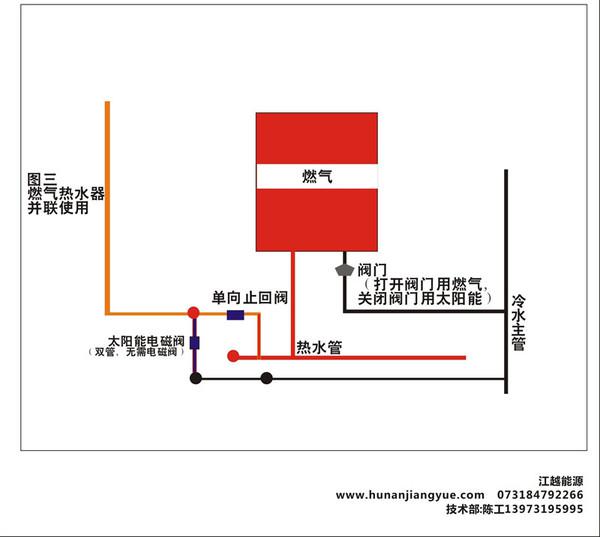 图三
燃气热水器
并联使用
燃气
阀门
（打开阀门用燃气，
关闭阀门用太阳能）
单向止回阀
冷水主管
太阳能电磁阀
（双管、无需电磁阀）
热水管
江越能源
www.hunanjiangyue.com 073184792266
技术部:陈工13973195995